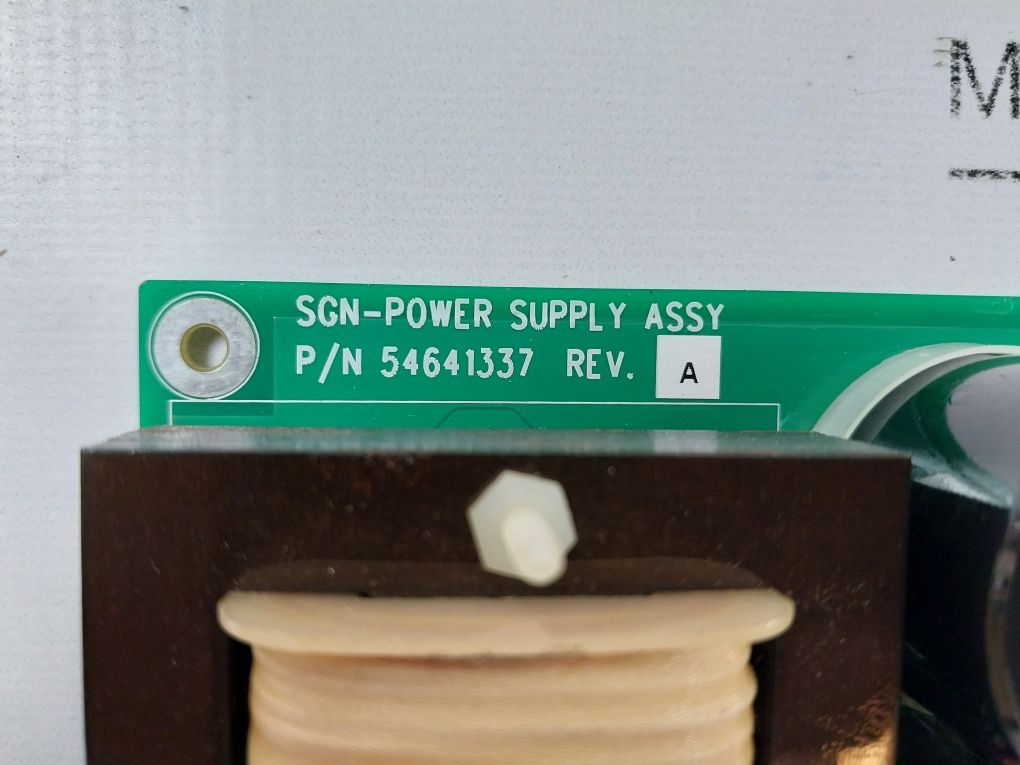 M
SGN-POWER SUPPLY ASSY
P/N 54641337 REV. A